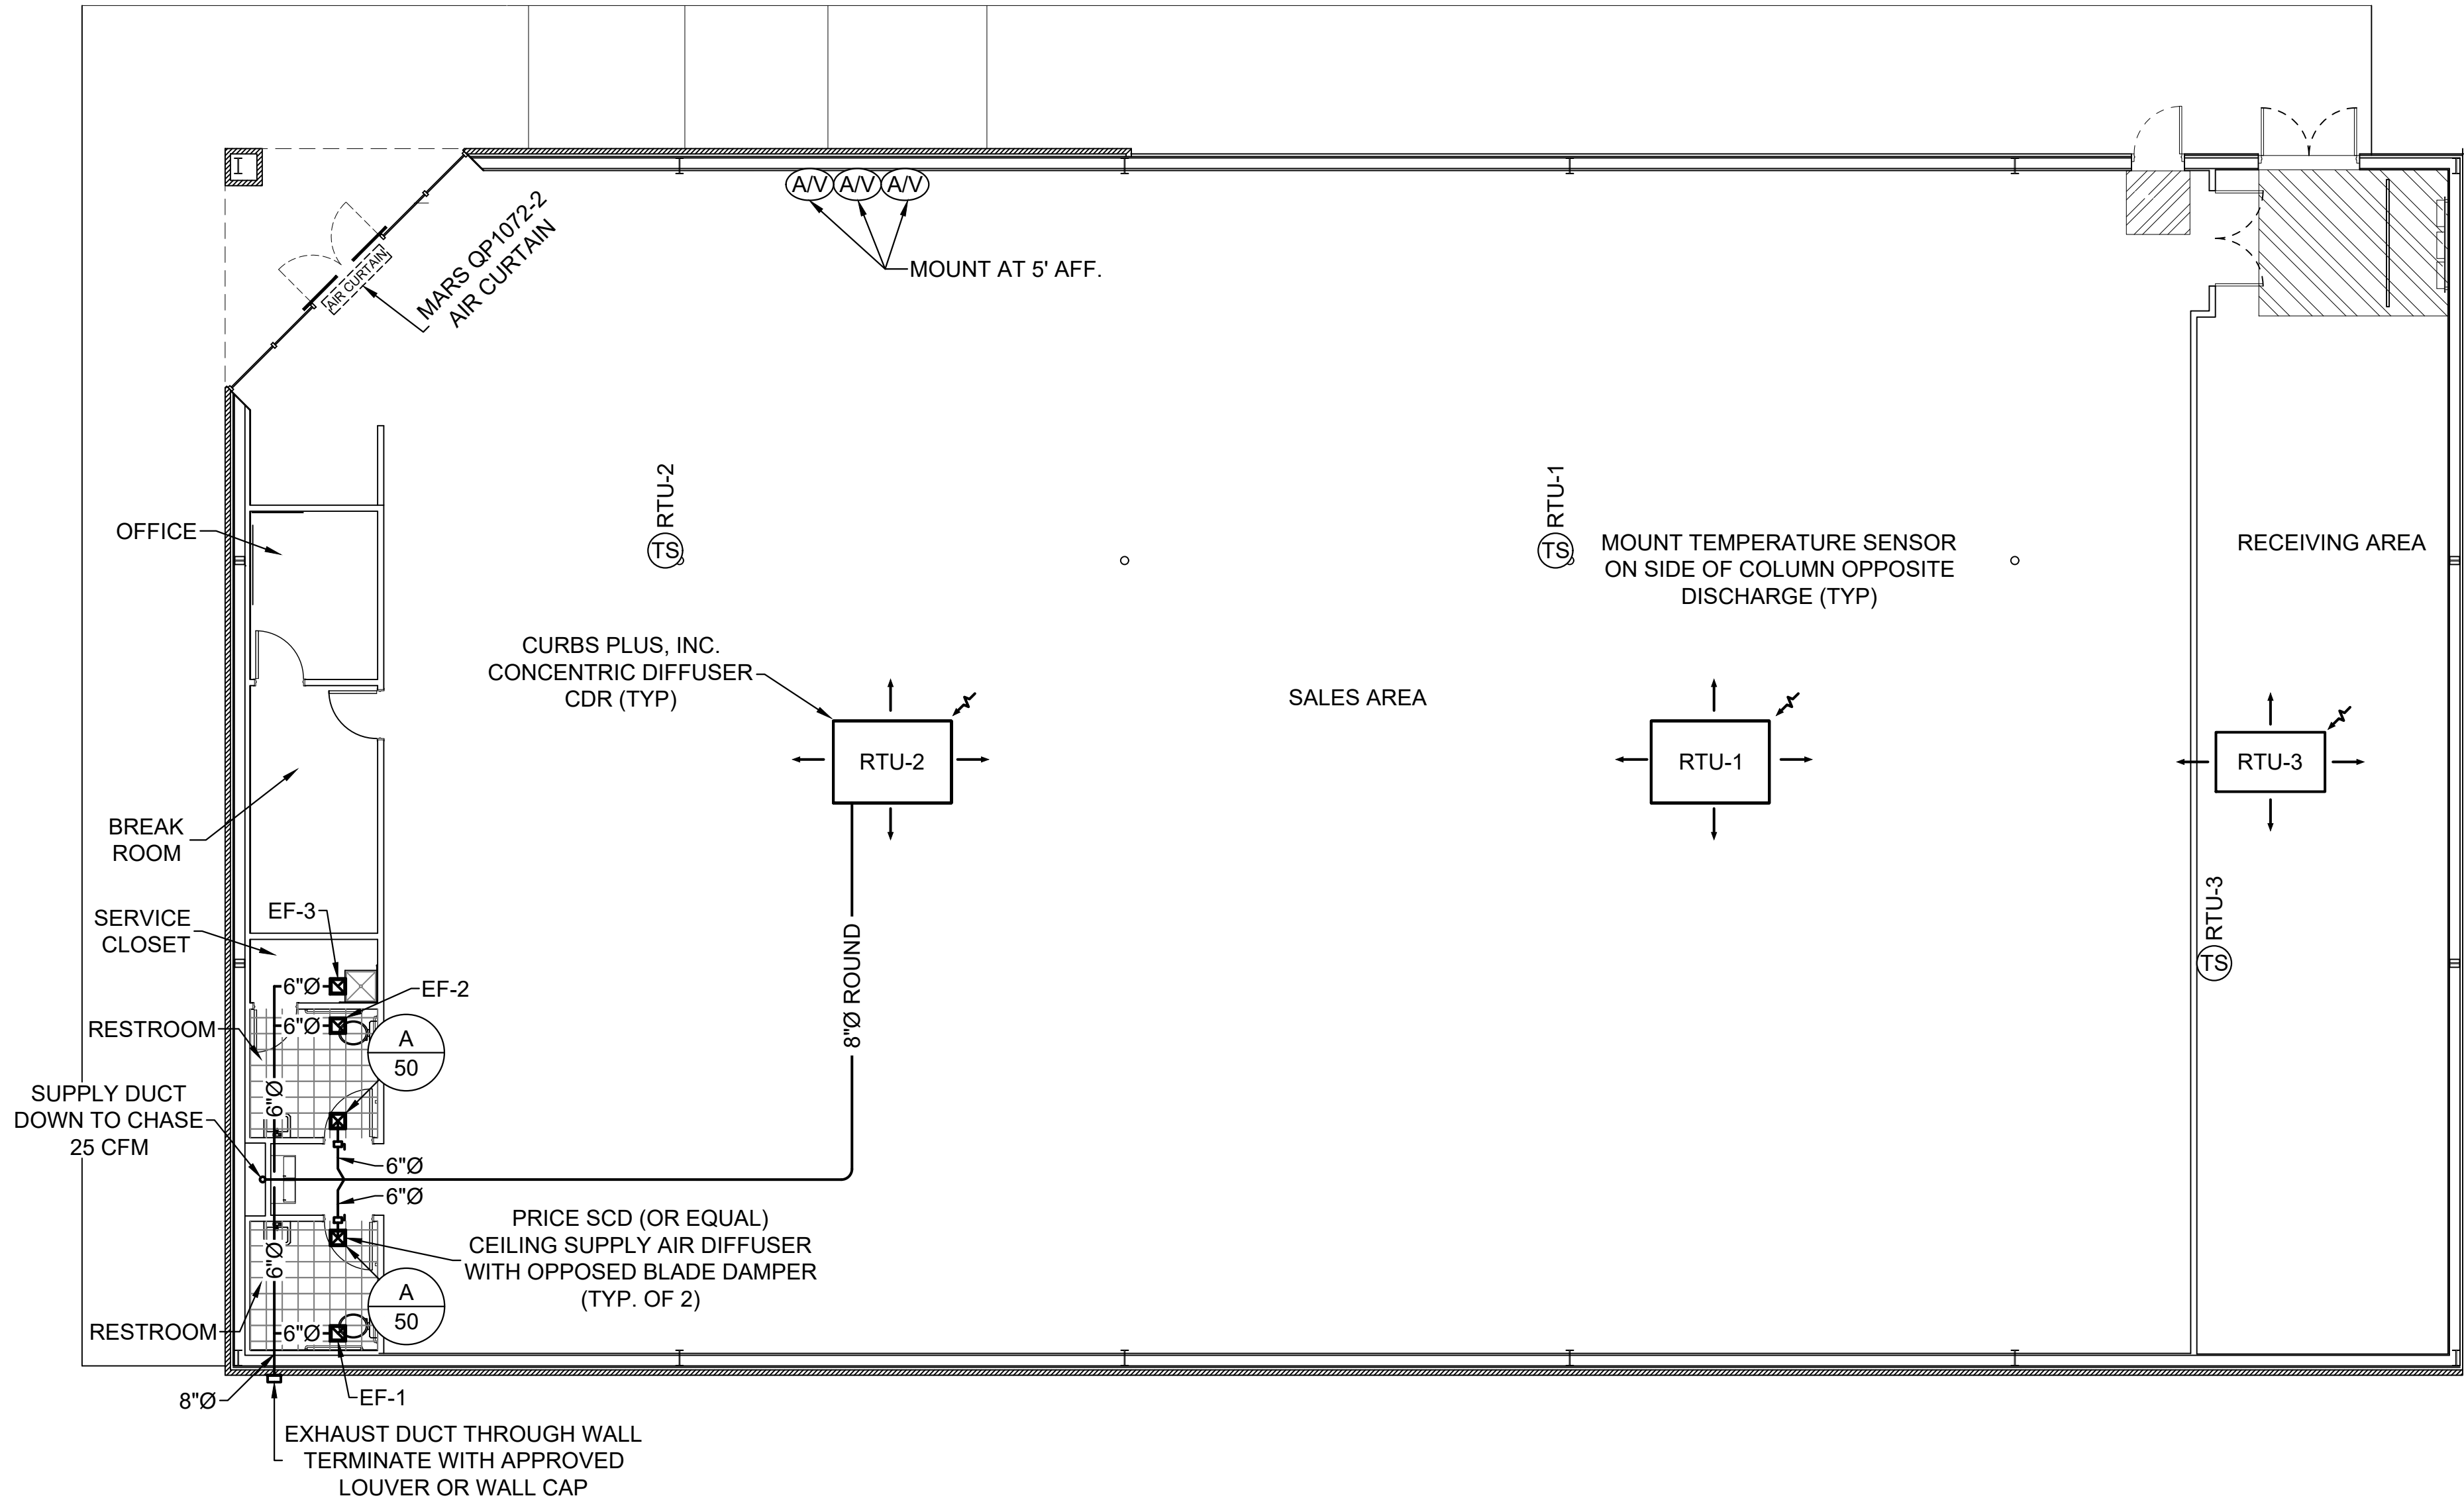 A/V A/V A/V
MOUNT AT 5' AFF.
MARS QP1072-2
AIR CURTAIN
AIR CURTAIN
OFFICE
RTU-2
TS
RTU-1
TS
MOUNT TEMPERATURE SENSOR
ON SIDE OF COLUMN OPPOSITE
DISCHARGE (TYP)
RECEIVING AREA
CURBS PLUS, INC.
CONCENTRIC DIFFUSER
CDR (TYP)
SALES AREA
RTU-2
RTU-1
RTU-3
BREAK
ROOM
SERVICE
CLOSET
EF-3
6"Ø
EF-2
6"Ø
RESTROOM
A
50
8"Ø ROUND
RTU-3
TS
6"Ø
SUPPLY DUCT
DOWN TO CHASE
25 CFM
6"Ø
6"Ø
PRICE SCD (OR EQUAL)
CEILING SUPPLY AIR DIFFUSER
WITH OPPOSED BLADE DAMPER
(TYP. OF 2)
6"Ø
A
50
RESTROOM
6"Ø
EF-1
8"Ø
EXHAUST DUCT THROUGH WALL
TERMINATE WITH APPROVED
LOUVER OR WALL CAP